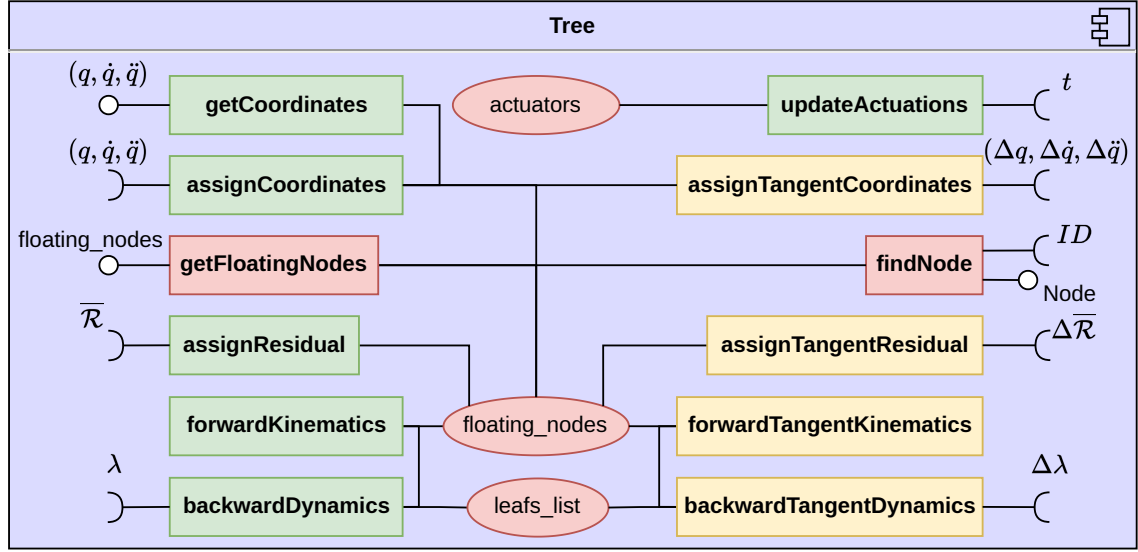 Tree
(q, q̇, q̈)
getCoordinates
actuators
updateActuations
t
(q, q̇, q̈)
assignCoordinates
assignTangentCoordinates
(Δq, Δq̇, Δq̈)
floating_nodes
getFloatingNodes
findNode
ID
Node
R̅
assignResidual
assignTangentResidual
ΔR̅
forwardKinematics
floating_nodes
forwardTangentKinematics
λ
backwardDynamics
leafs_list
backwardTangentDynamics
Δλ